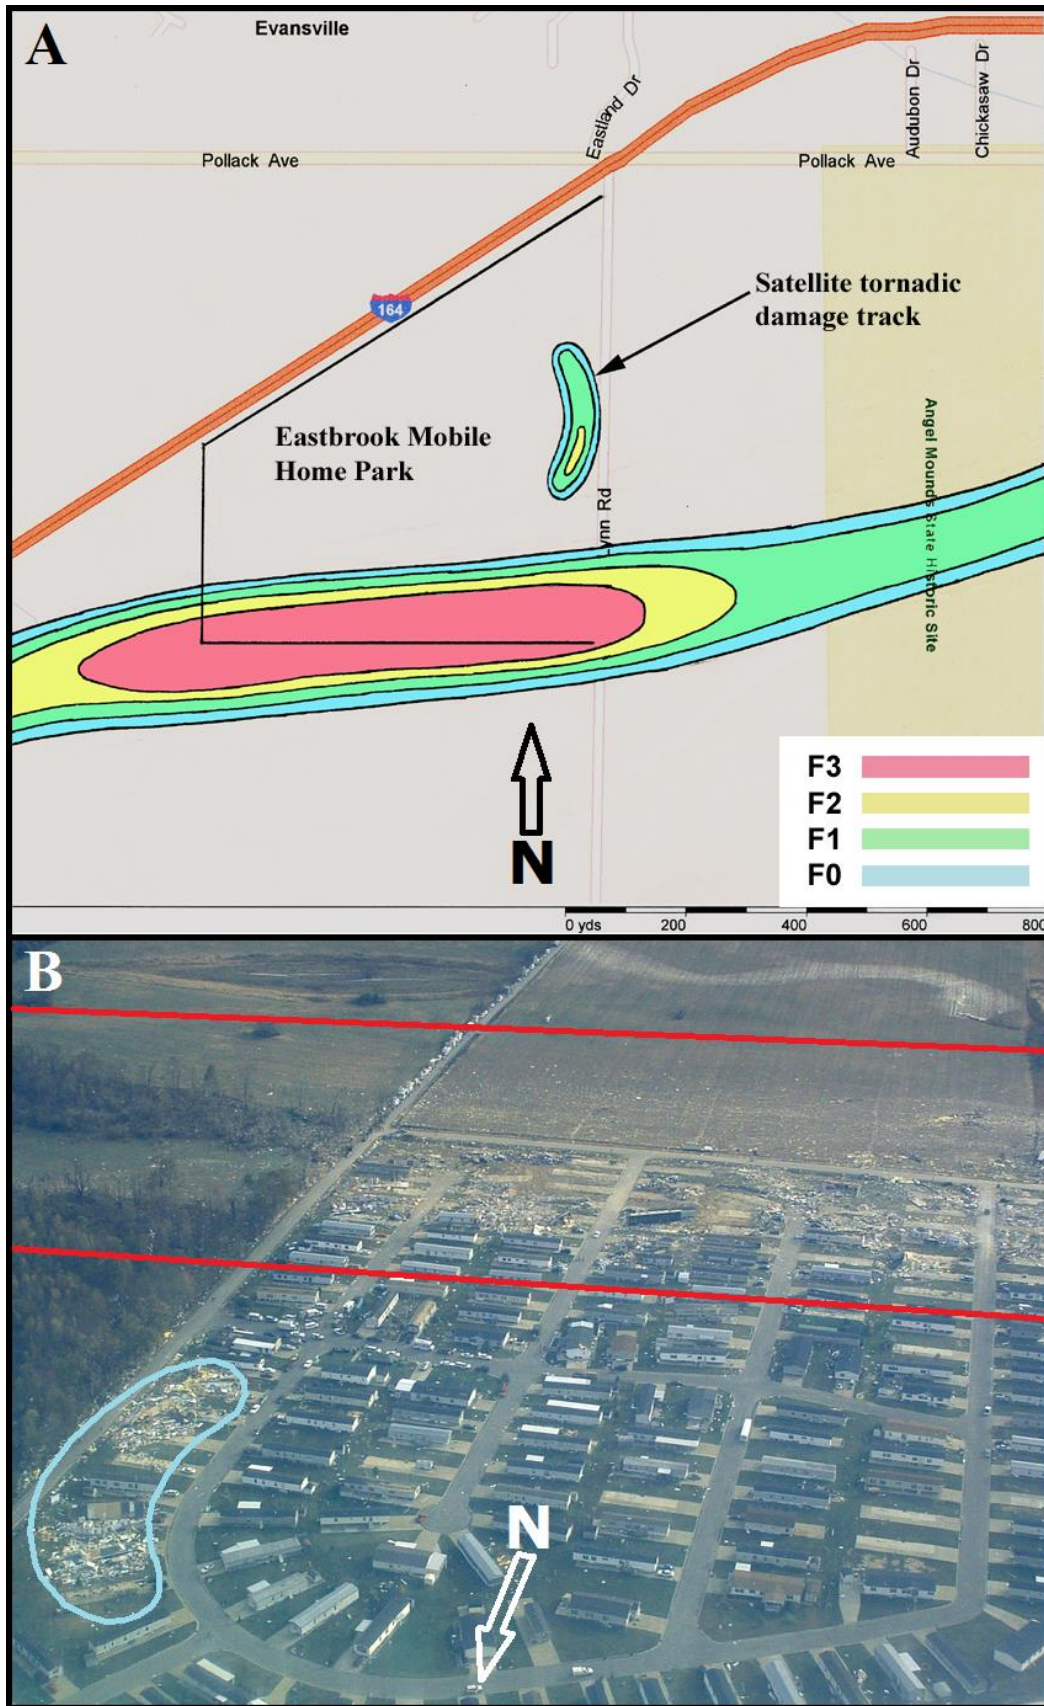 A
Evansville
Eastland Dr
Audubon Dr
Chickasaw Dr
Pollack Ave
Pollack Ave
164
Satellite tornadic
damage track
Eastbrook Mobile
Home Park
Lynn Rd
Angel Mounds State Historic Site
N
F3
F2
F1
F0
0 yds 200 400 600 800
B
N